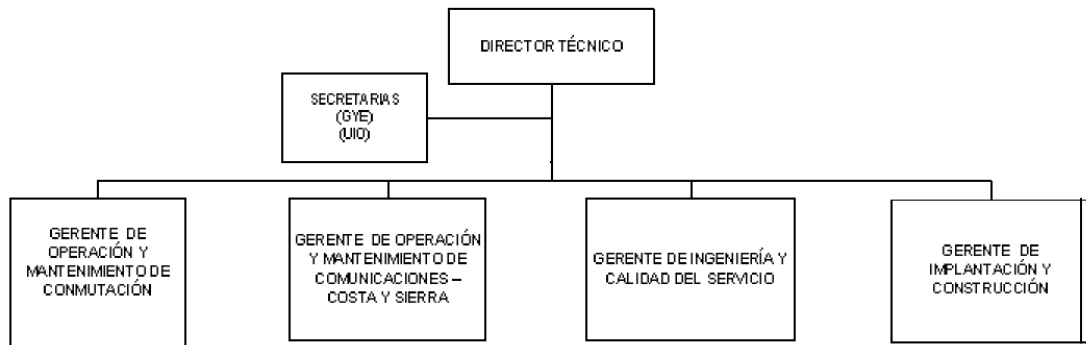 DIRECTOR TÉCNICO
SECRETARIAS
(GYE)
(UIO)
GERENTE DE
OPERACIÓN Y
MANTENIMIENTO DE
CONMUTACIÓN
GERENTE DE OPERACIÓN
Y MANTENIMIENTO DE
COMUNICACIONES –
COSTA Y SIERRA
GERENTE DE INGENIERÍA Y
CALIDAD DEL SERVICIO
GERENTE DE
IMPLANTACIÓN Y
CONSTRUCCIÓN